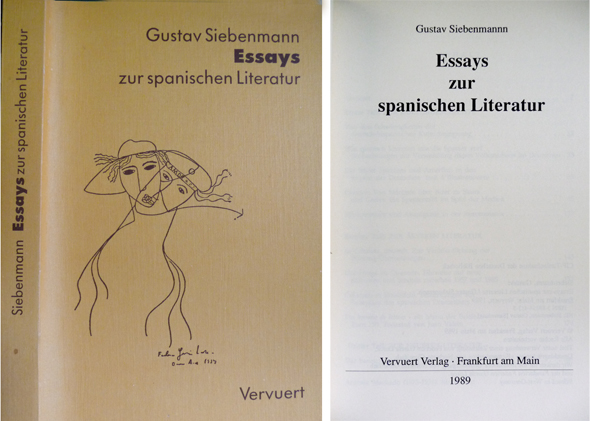 Siebenmann Essays zur spanischen Literatur
Gustav Siebenmann
Essays
zur spanischen Literatur
Vervuert
Gustav Siebenmannn
Essays
zur
spanischen Literatur
Vervuert Verlag · Frankfurt am Main
1989